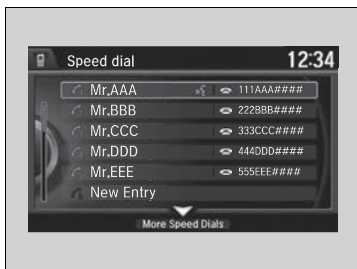 Speed dial 12:34
Mr.AAA 111AAA####
Mr.BBB 222BBB####
Mr.CCC 333CCC####
Mr.DDD 444DDD####
Mr.EEE 555EEE####
New Entry
More Speed Dials